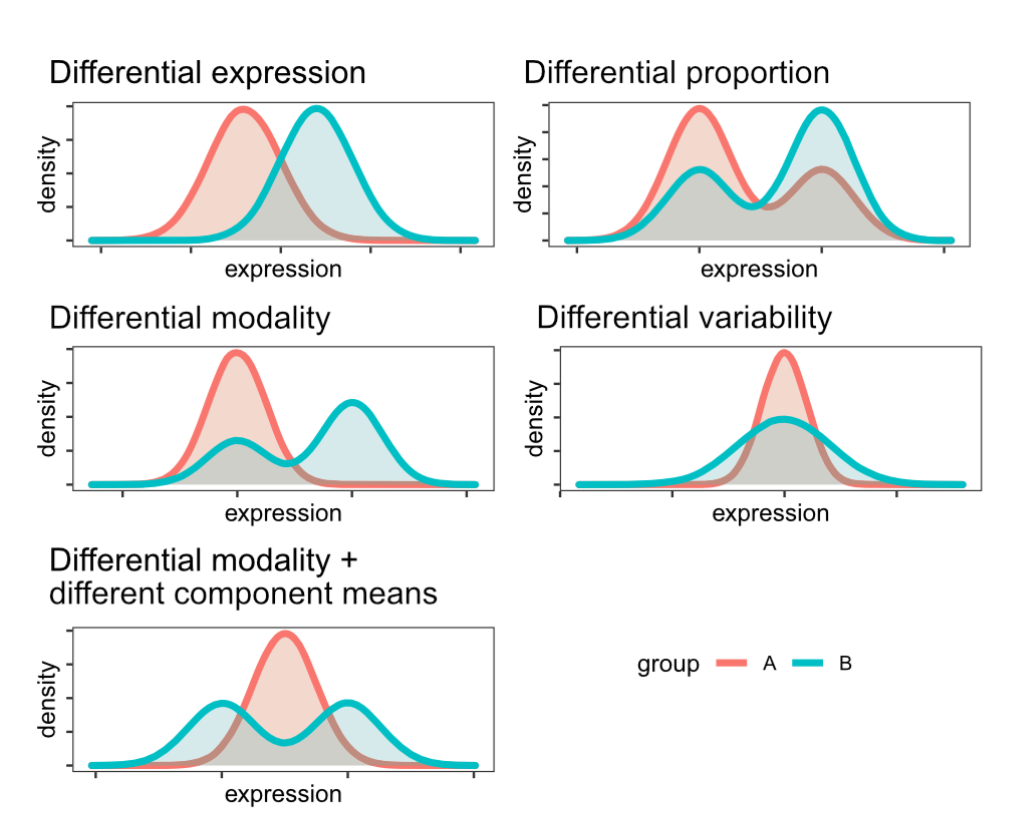 Differential expression
density
expression
Differential proportion
density
expression
Differential modality
density
expression
Differential variability
density
expression
Differential modality +
different component means
density
expression
group A B